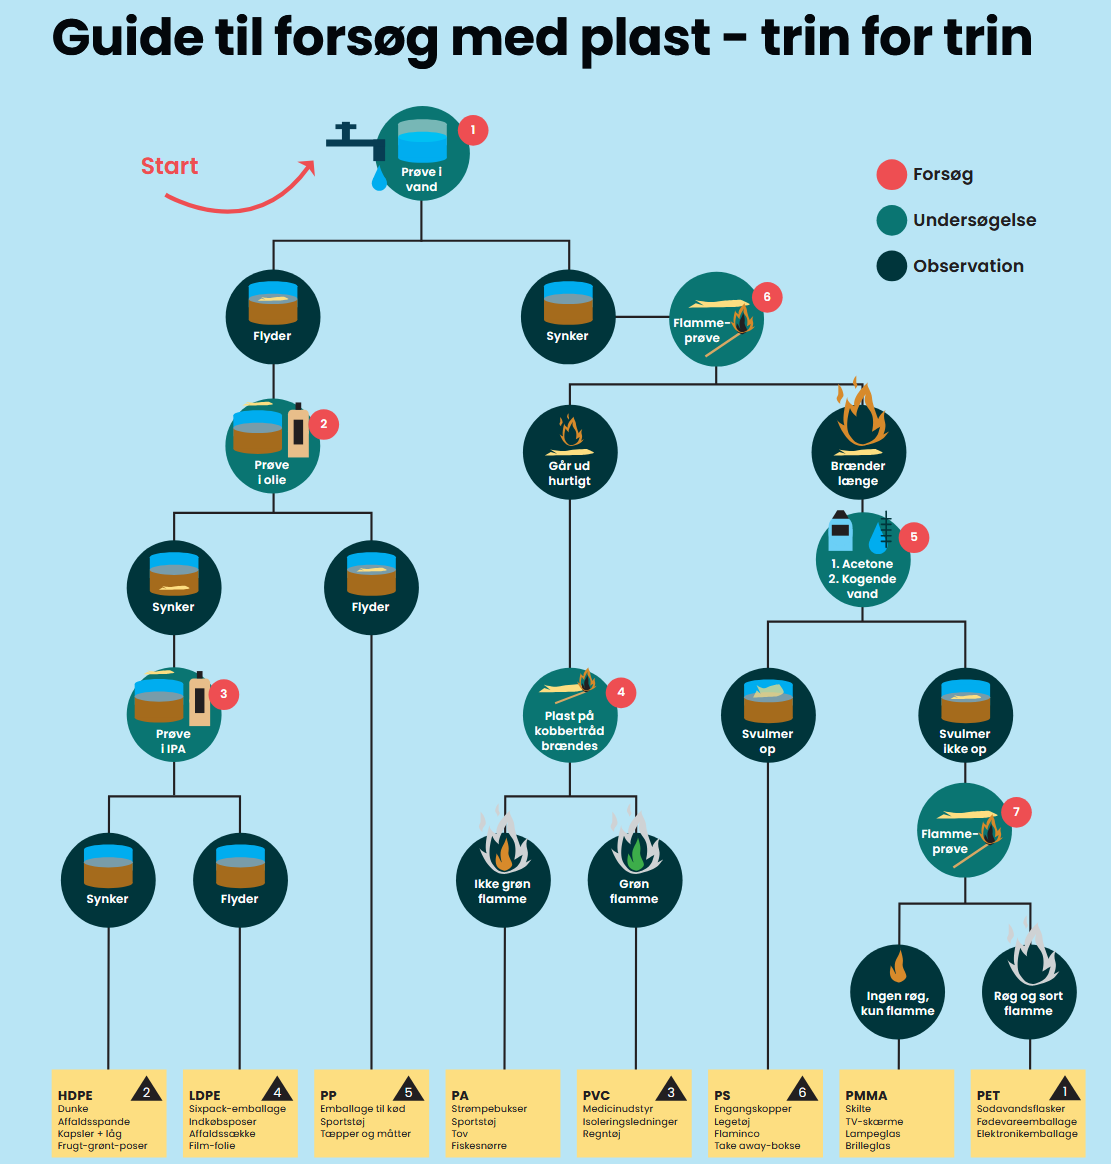 Guide til forsøg med plast - trin for trin
Start
1
Prøve i
vand
Forsøg
Undersøgelse
Observation
Flyder
Synker
6
Flamme-
prøve
2
Prøve
i olle
Går ud
hurtigt
Brænder
længe
5
1. Acetone
2. Kogende
vand
Synker
Flyder
3
Prøve
i IPA
4
Plast på
kobbertråd
brændes
Svulmer
op
Svulmer
ikke op
7
Flamme-
prøve
Synker
Flyder
Ikke grøn
flamme
Grøn
flamme
Ingen røg,
kun flamme
Røg og sort
flamme
HDPE
2
Dunke
Affaldsspande
Kapsler + låg
Frugt-grønt-poser
LDPE
4
Sixpack-emballage
Indkøbsposer
Affaldssække
Film-folie
PP
5
Emballage til kød
Sportstøj
Tæpper og måtter
PA
Strømpebukser
Sportstøj
Tov
Fiskesnørre
PVC
3
Medicinudstyr
Isoleringsledninger
Regntøj
PS
6
Engangskopper
Legetøj
Flaminco
Take away-bokse
PMMA
Skilte
TV-skærme
Lampeglas
Brilleglas
PET
1
Sodavandsflasker
Fødevareemballage
Elektronikemballage